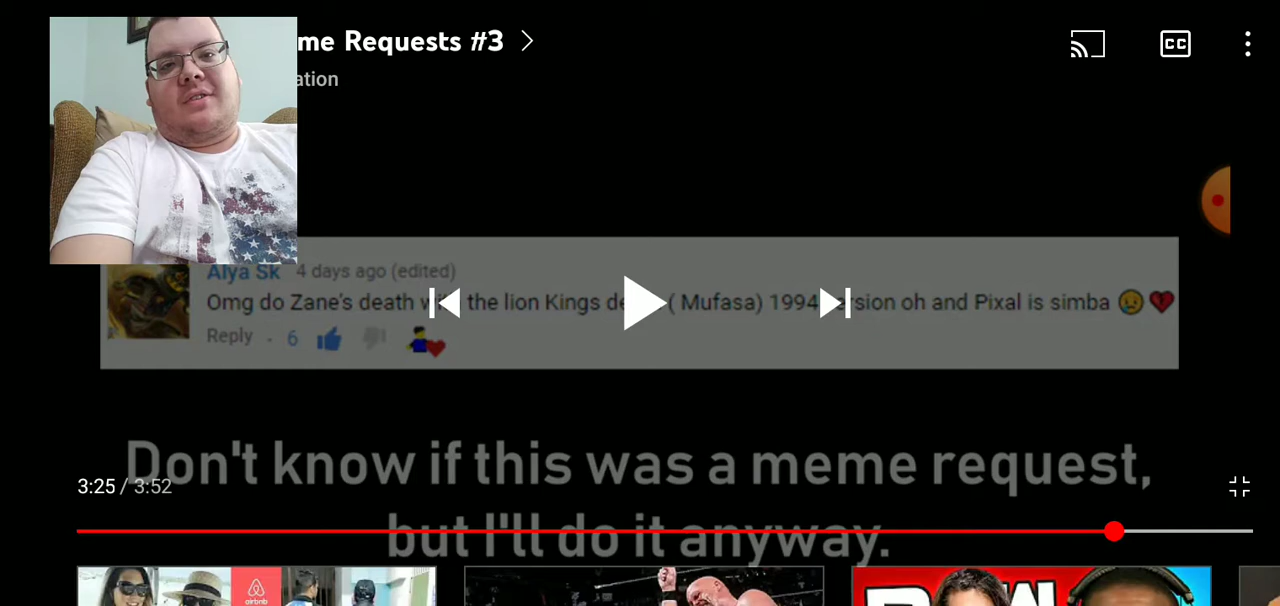 me Requests #3
ation
Alya Sk 4 days ago (edited)
Omg do Zane's death the lion Kings ( Mufasa) 1994 oh and Pixal is simba 😢💔
Reply 6
Don't know if this was a meme request,
3:25 / 3:52
but I'll do it anyway.
airbnb